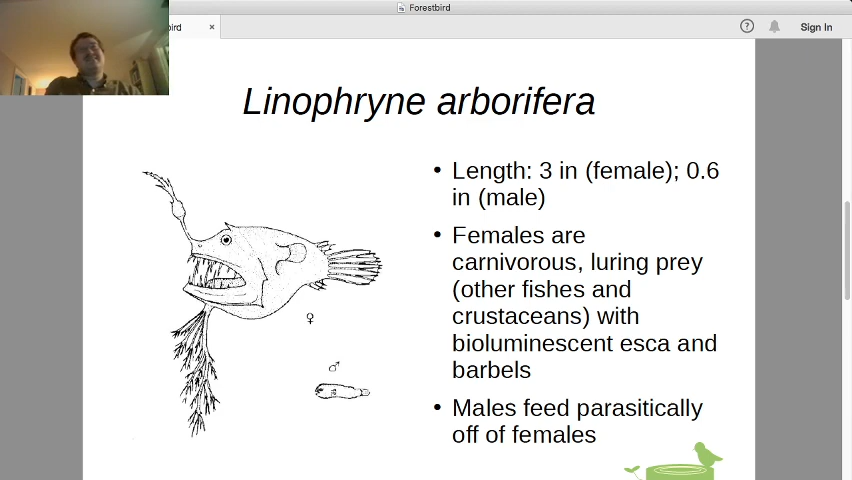 Forestbird
bird
×
?
Sign In
Linophryne arborifera
• Length: 3 in (female); 0.6
in (male)
• Females are
carnivorous, luring prey
(other fishes and
crustaceans) with
bioluminescent esca and
barbels
• Males feed parasitically
off of females
♀
♂